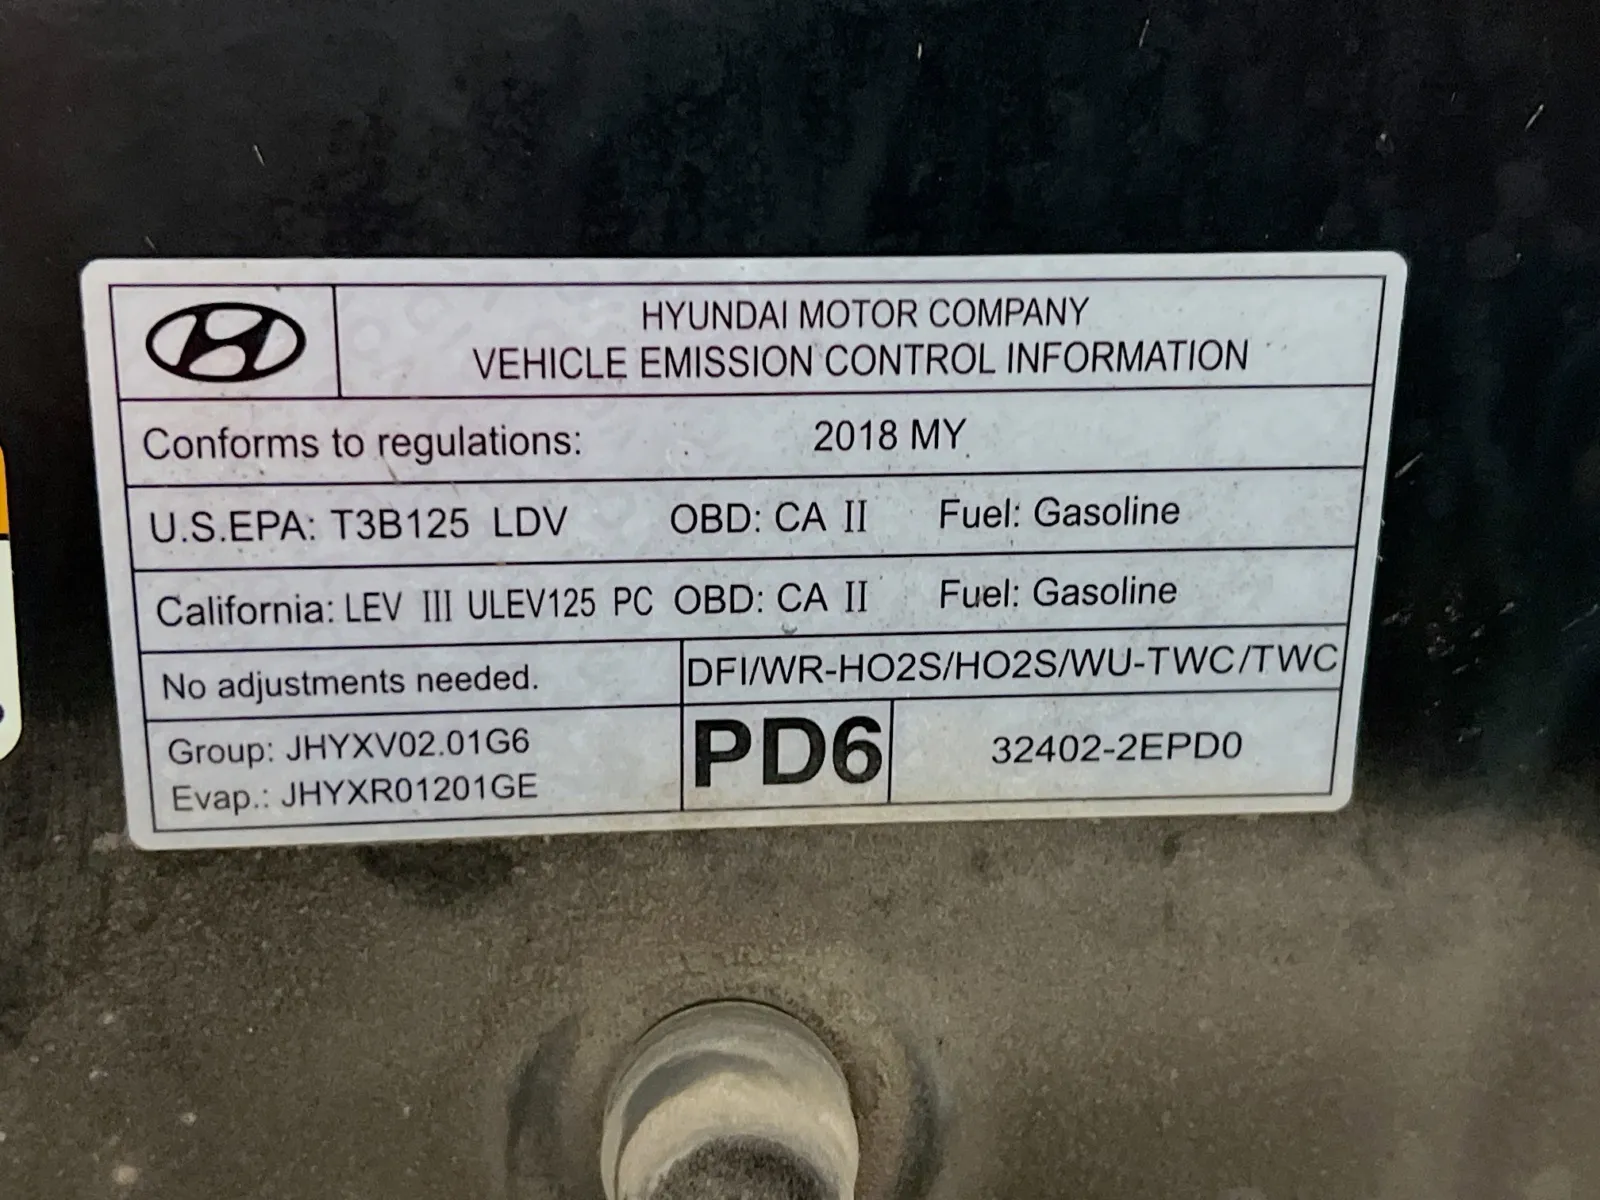 HYUNDAI MOTOR COMPANY
VEHICLE EMISSION CONTROL INFORMATION
Conforms to regulations: 2018 MY
U.S.EPA: T3B125 LDV OBD: CA II Fuel: Gasoline
California: LEV III ULEV125 PC OBD: CA II Fuel: Gasoline
No adjustments needed. DFI/WR-HO2S/HO2S/WU-TWC/TWC
Group: JHYXV02.01G6
Evap.: JHYXR01201GE
PD6
32402-2EPD0